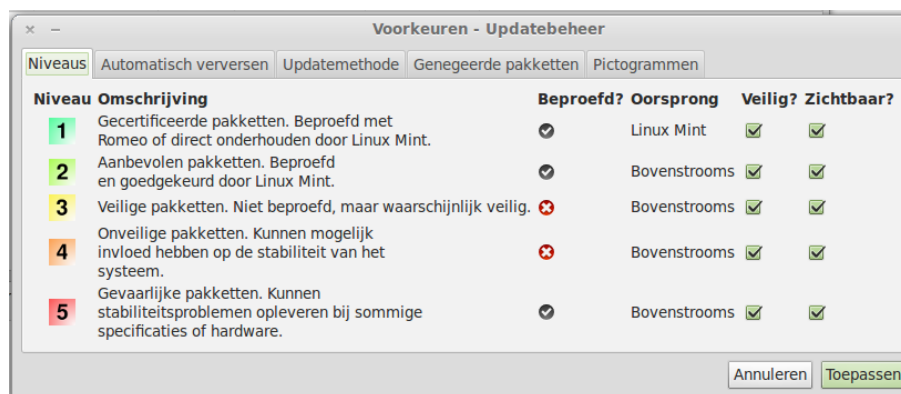 Voorkeuren - Updatebeheer
Niveaus Automatisch verversen Updatemethode Genegeerde pakketten Pictogrammen
Niveau Omschrijving Beproefd? Oorsprong Veilig? Zichtbaar?
1 Gecertificeerde pakketten. Beproefd met
Romeo of direct onderhouden door Linux Mint. Linux Mint
2 Aanbevolen pakketten. Beproefd
en goedgekeurd door Linux Mint. Bovenstrooms
3 Veilige pakketten. Niet beproefd, maar waarschijnlijk veilig. Bovenstrooms
4 Onveilige pakketten. Kunnen mogelijk
invloed hebben op de stabiliteit van het
systeem. Bovenstrooms
5 Gevaarlijke pakketten. Kunnen
stabiliteitsproblemen opleveren bij sommige
specificaties of hardware. Bovenstrooms
Annuleren Toepassen